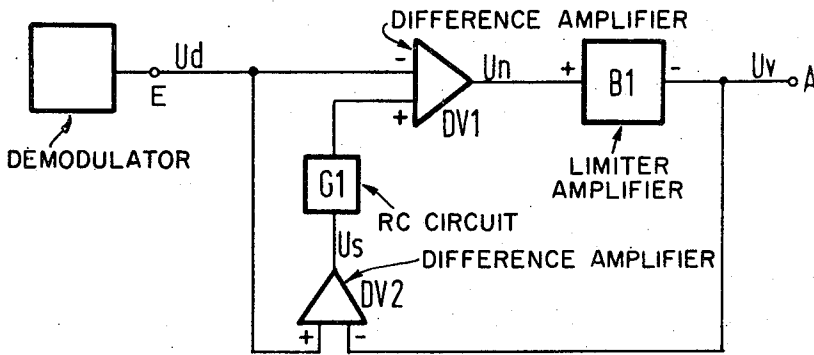 DIFFERENCE AMPLIFIER
Ud
E
-
+
DV1
Un
+
B1
-
Uv
A
DEMODULATOR
LIMITER
AMPLIFIER
G1
RC CIRCUIT
Us
DIFFERENCE AMPLIFIER
DV2
+
-